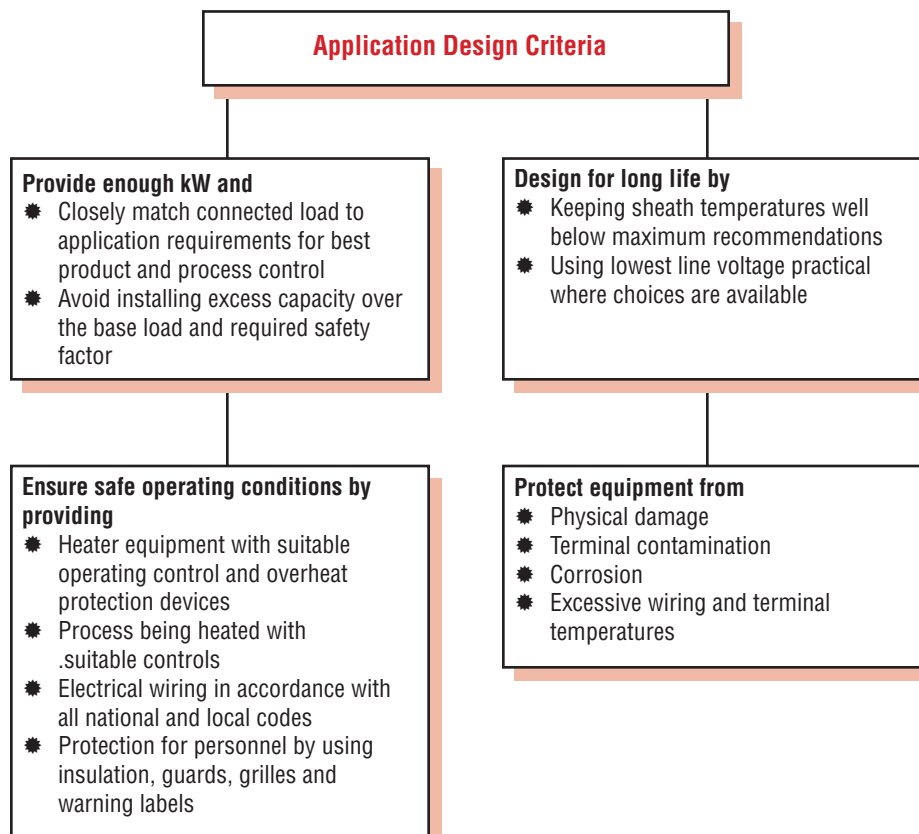 Application Design Criteria
Provide enough kW and
✹ Closely match connected load to
application requirements for best
product and process control
✹ Avoid installing excess capacity over
the base load and required safety
factor
Design for long life by
✹ Keeping sheath temperatures well
below maximum recommendations
✹ Using lowest line voltage practical
where choices are available
Ensure safe operating conditions by
providing
✹ Heater equipment with suitable
operating control and overheat
protection devices
✹ Process being heated with
.suitable controls
✹ Electrical wiring in accordance with
all national and local codes
✹ Protection for personnel by using
insulation, guards, grilles and
warning labels
Protect equipment from
✹ Physical damage
✹ Terminal contamination
✹ Corrosion
✹ Excessive wiring and terminal
temperatures